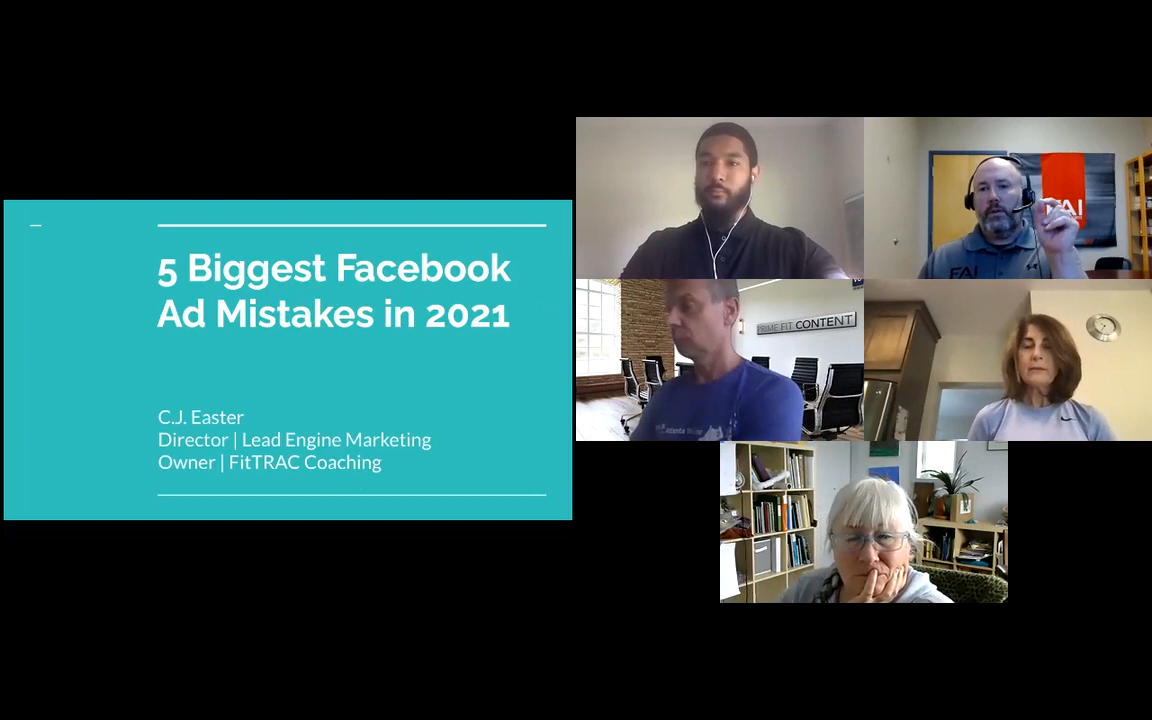 5 Biggest Facebook
Ad Mistakes in 2021
C.J. Easter
Director | Lead Engine Marketing
Owner | FitTRAC Coaching
FAI
FAI
PRIME FIT CONTENT